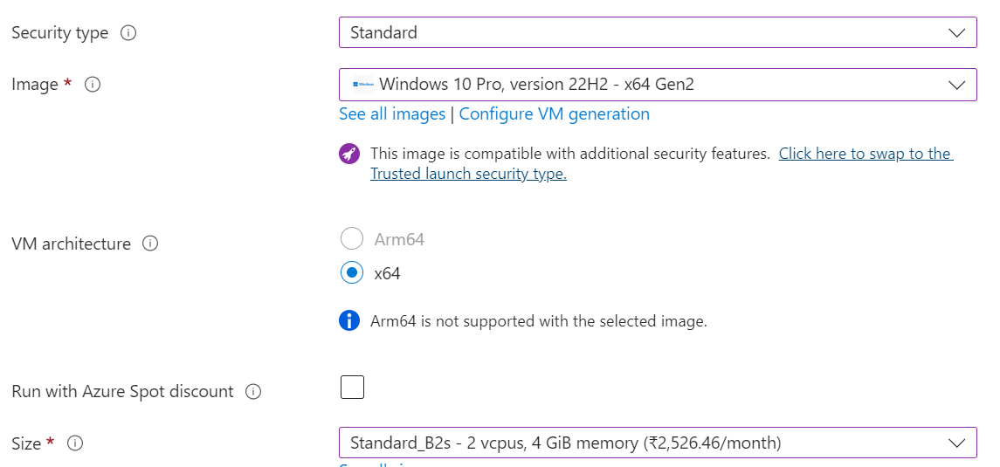 Security type
Standard
Image *
Windows 10 Pro, version 22H2 - x64 Gen2
See all images | Configure VM generation
This image is compatible with additional security features. Click here to swap to the
Trusted launch security type.
VM architecture
Arm64
x64
Arm64 is not supported with the selected image.
Run with Azure Spot discount
Size *
Standard_B2s - 2 vcpus, 4 GiB memory (₹2,526.46/month)